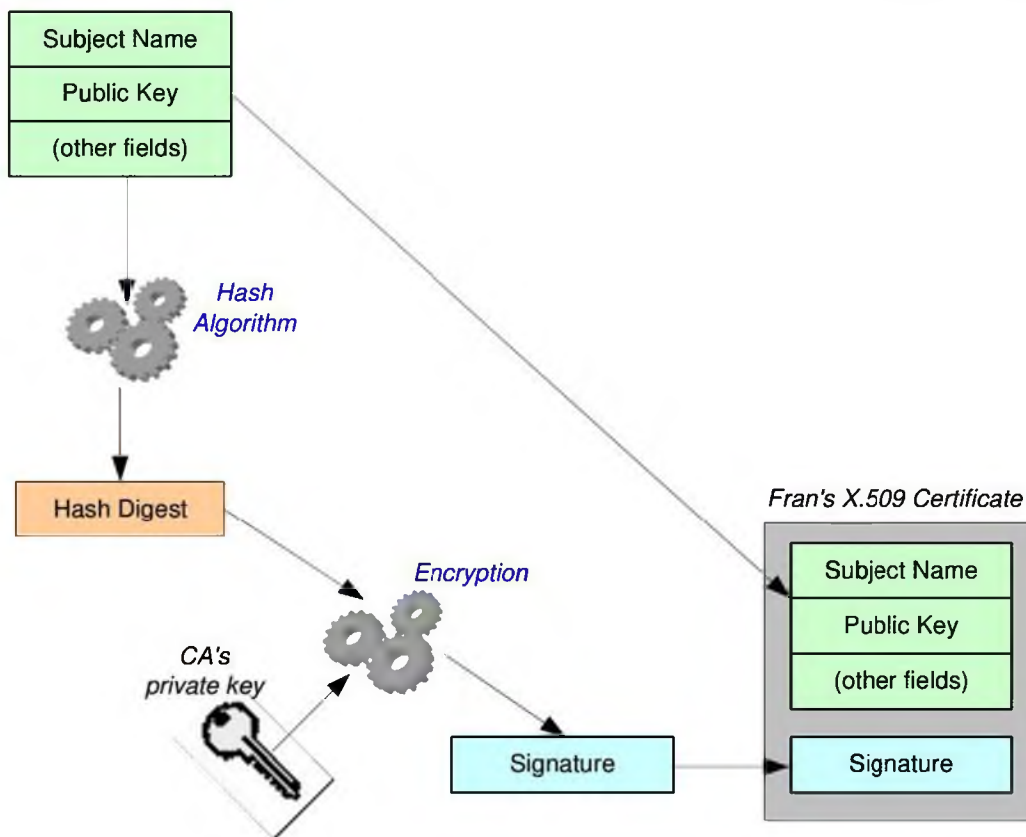 Subject Name
Public Key
(other fields)
Hash
Algorithm
Hash Digest
Encryption
CA's
private key
Signature
Fran's X.509 Certificate
Subject Name
Public Key
(other fields)
Signature